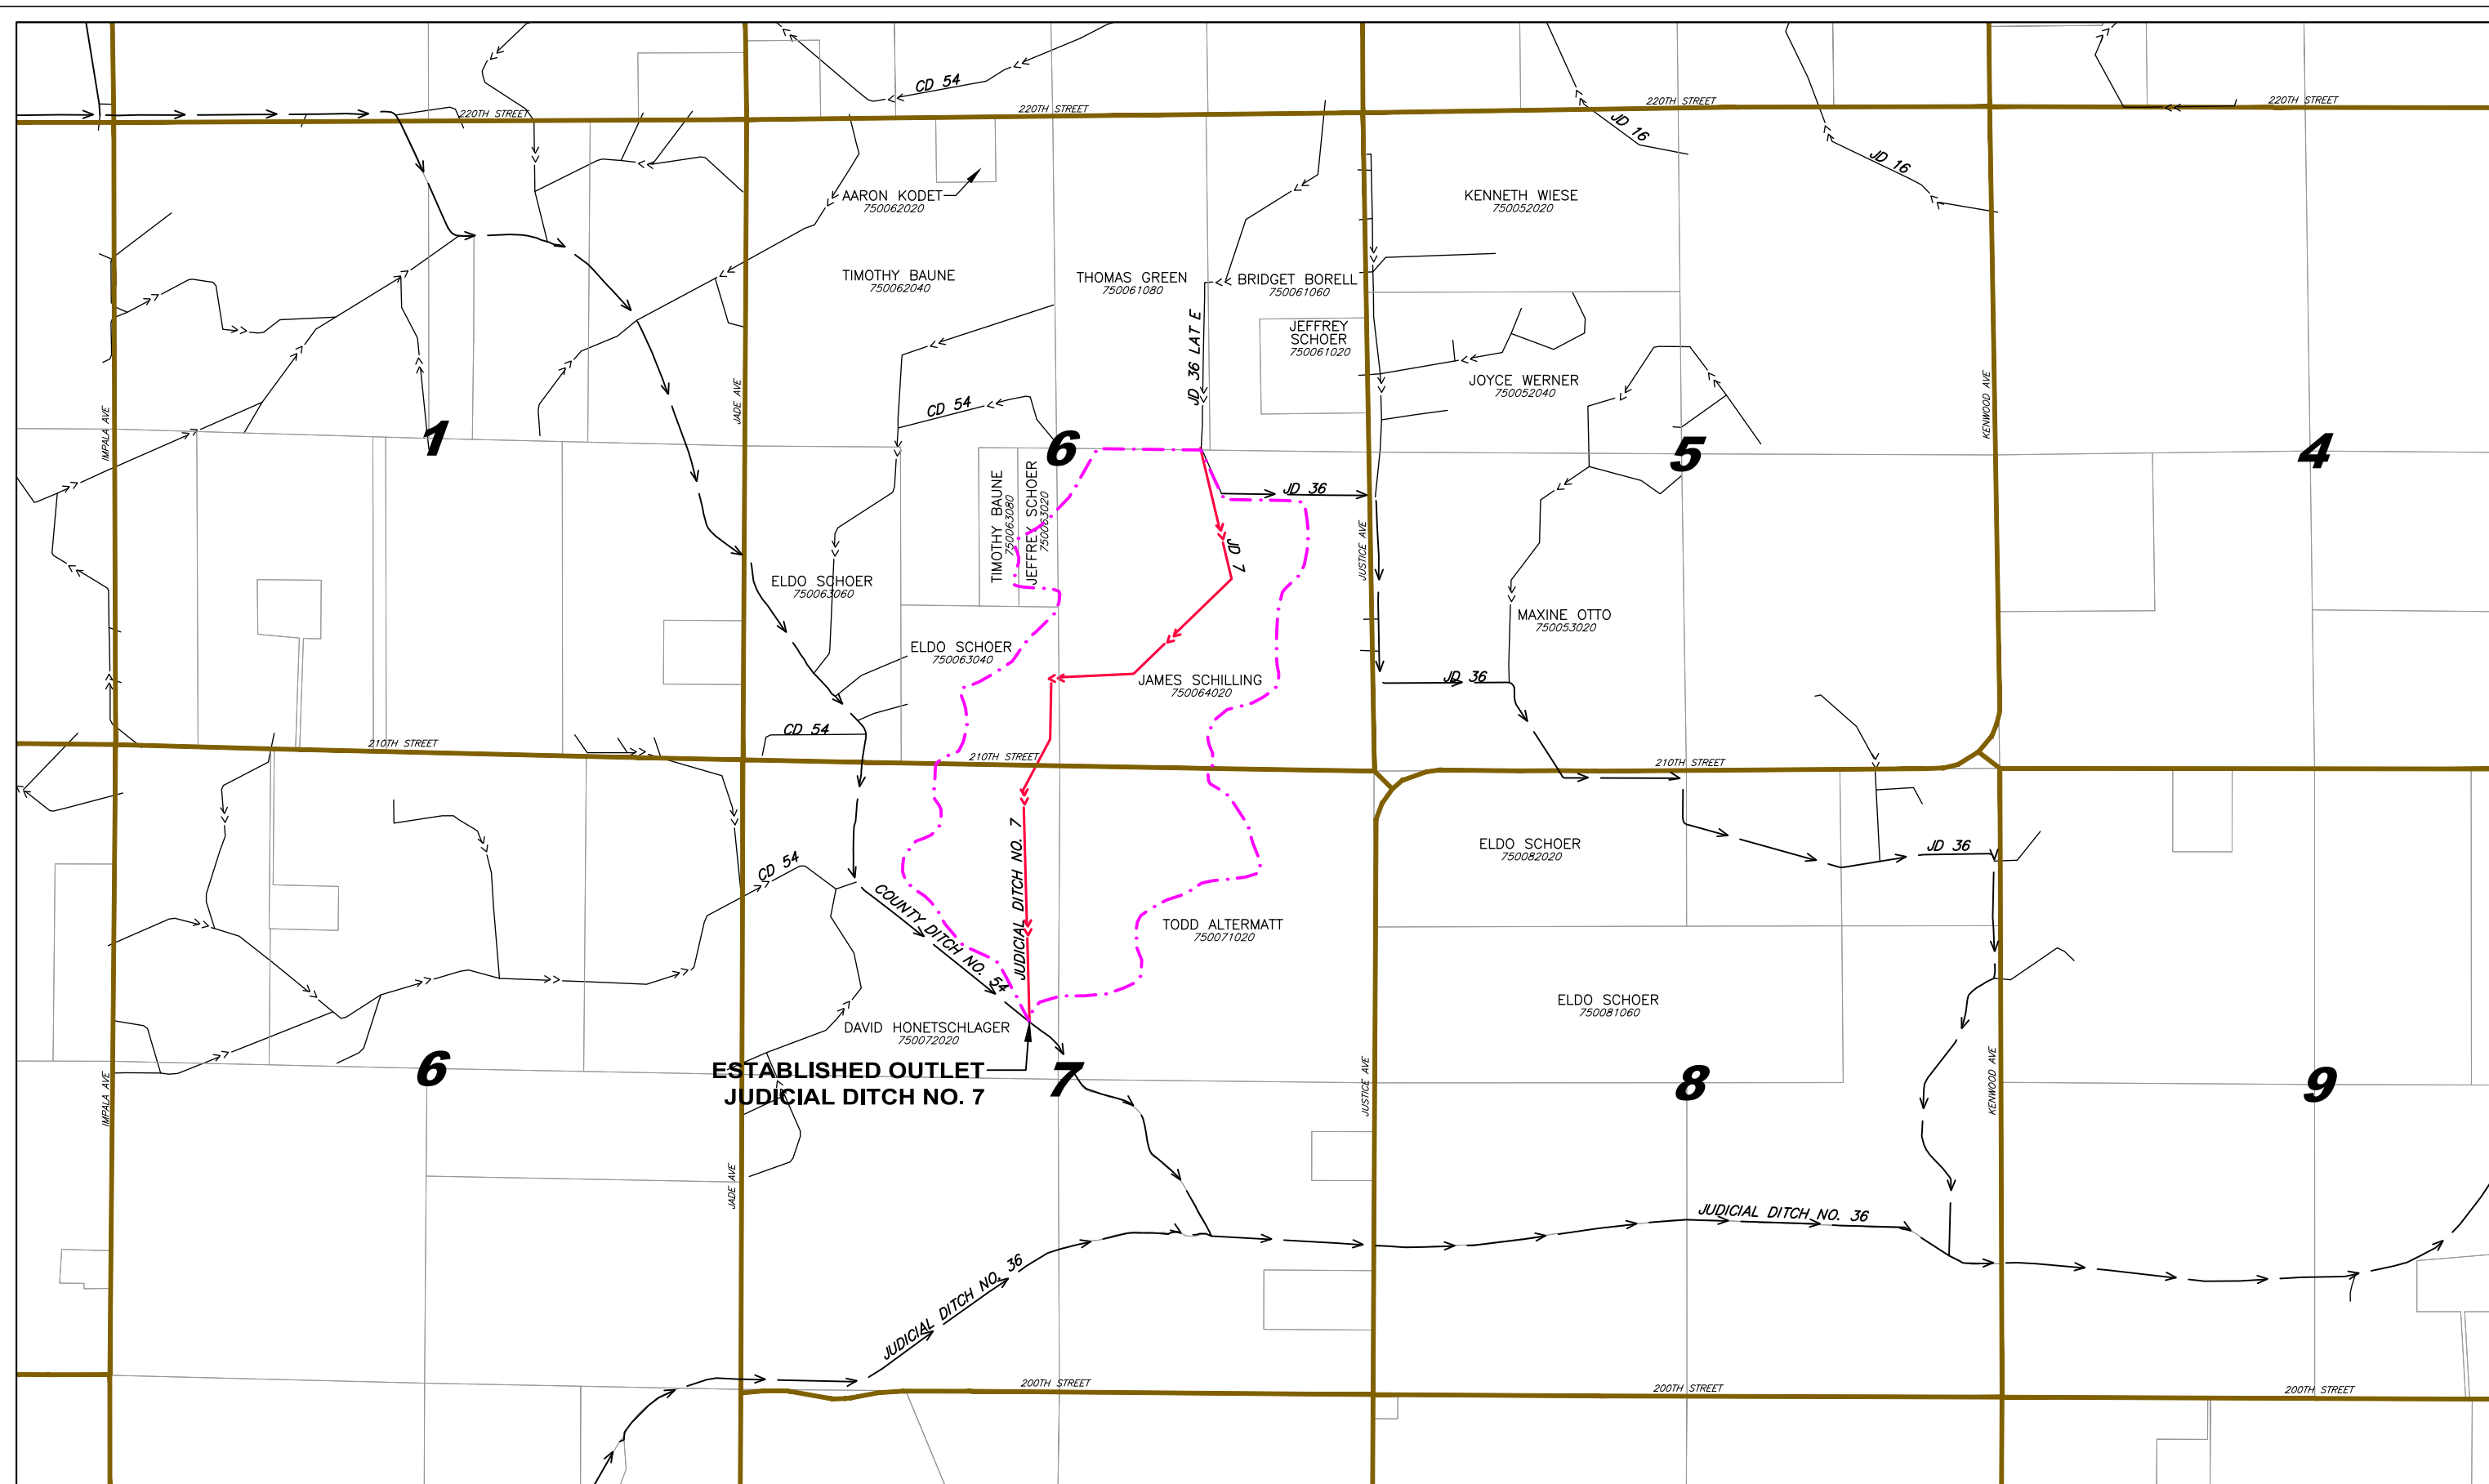 CD 54
220TH STREET
220TH STREET
220TH STREET
220TH STREET
JD 16
JD 16
AARON KODET
750062020
KENNETH WIESE
750052020
TIMOTHY BAUNE
750062040
THOMAS GREEN
750061080
BRIDGET BORELL
750061060
JD 36 LAT E
JEFFREY
SCHOER
750061020
JOYCE WERNER
750052040
IMPALA AVE
JADE AVE
KENWOOD AVE
CD 54
1
6
5
4
TIMOTHY BAUNE
750063080
JEFFREY SCHOER
750063020
JD 36
JD 7
JUSTICE AVE
ELDO SCHOER
750063060
MAXINE OTTO
750053020
ELDO SCHOER
750063040
JAMES SCHILLING
750064020
JD 36
CD 54
210TH STREET
210TH STREET
210TH STREET
JUDICIAL DITCH NO. 7
ELDO SCHOER
750082020
JD 36
CD 54
COUNTY DITCH NO. 54
TODD ALTERMATT
750071020
ELDO SCHOER
750081060
DAVID HONETSCHLAGER
750072020
ESTABLISHED OUTLET
JUDICIAL DITCH NO. 7
6
7
8
9
IMPALA AVE
JUSTICE AVE
KENWOOD AVE
JADE AVE
JUDICIAL DITCH NO. 36
JUDICIAL DITCH NO. 36
200TH STREET
200TH STREET
200TH STREET